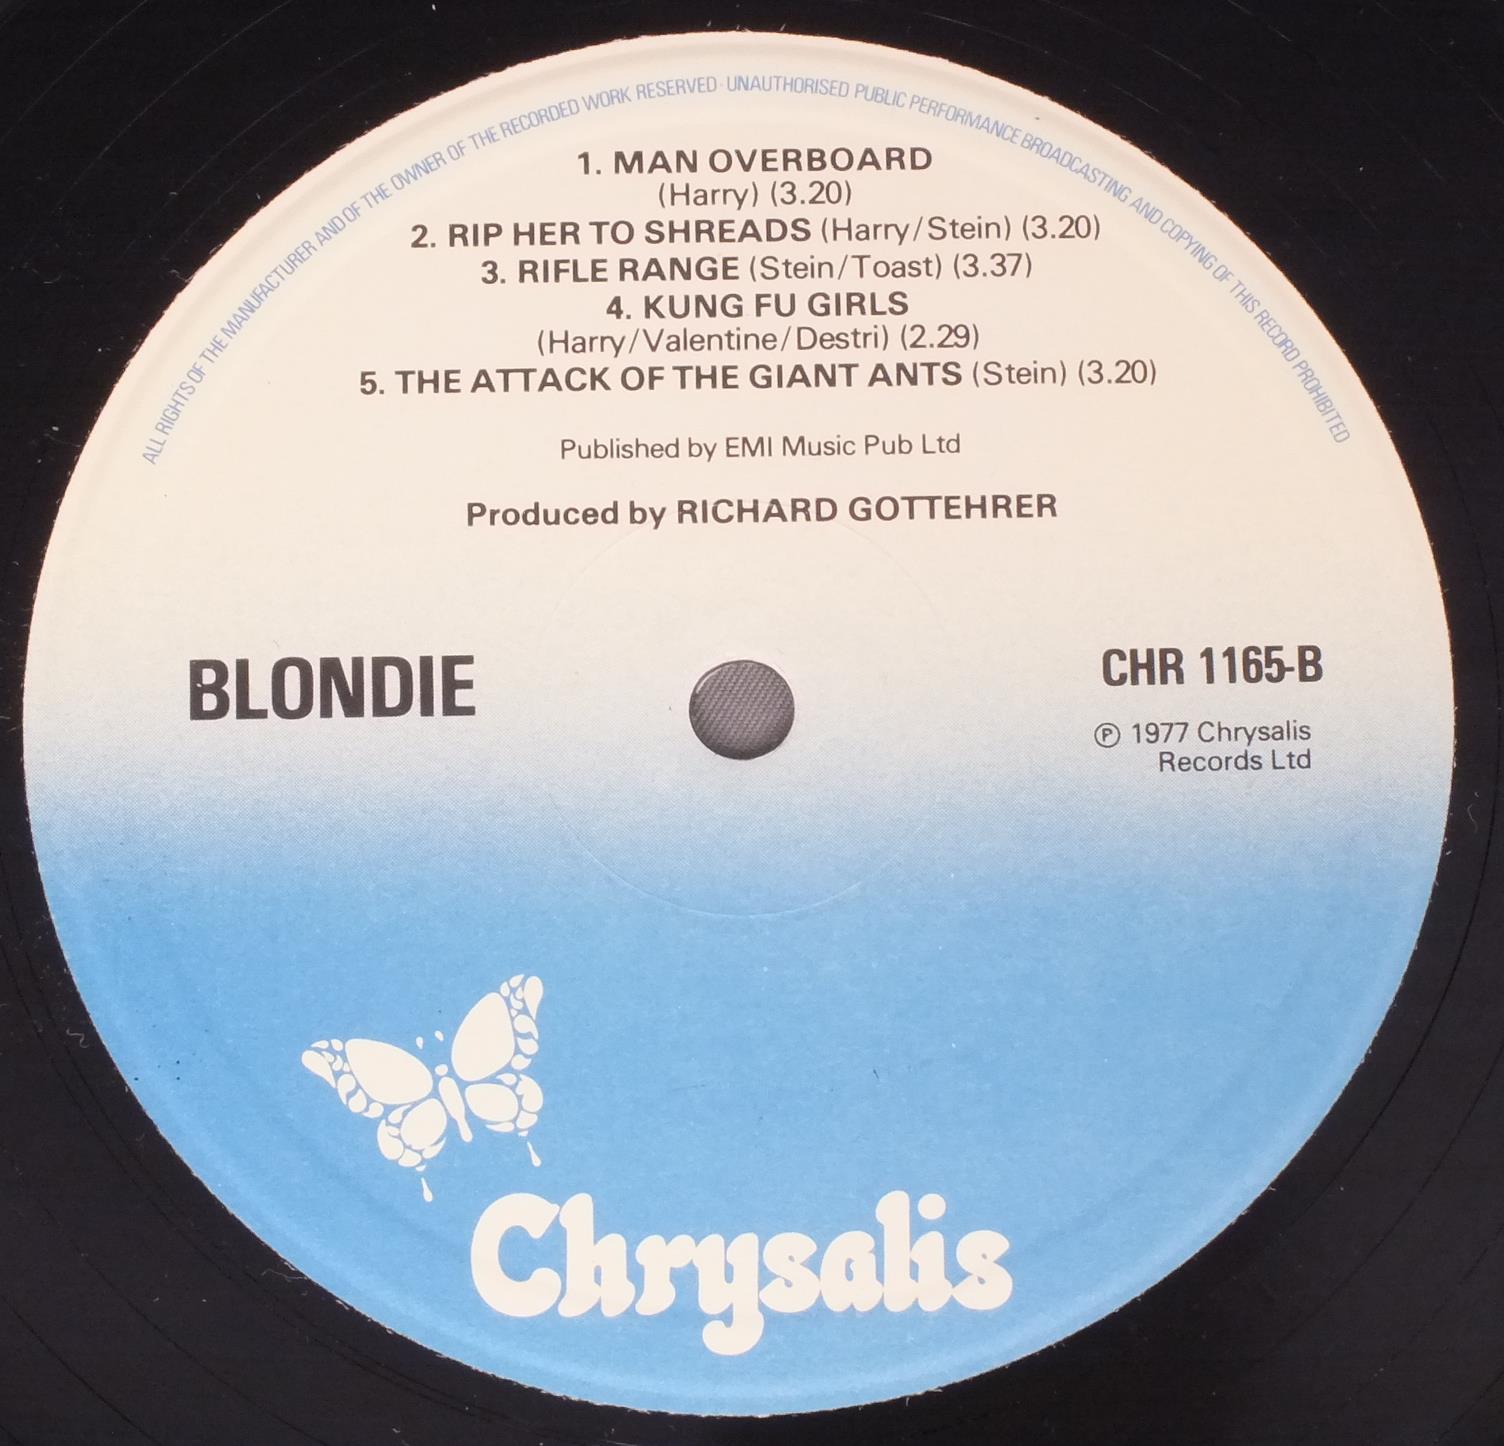 ALL RIGHTS OF THE MANUFACTURER AND OF THE OWNER OF THE RECORDED WORK RESERVED · UNAUTHORISED PUBLIC PERFORMANCE BROADCASTING AND COPYING OF THIS RECORD PROHIBITED
1. MAN OVERBOARD
(Harry) (3.20)
2. RIP HER TO SHREADS (Harry/Stein) (3.20)
3. RIFLE RANGE (Stein/Toast) (3.37)
4. KUNG FU GIRLS
(Harry/Valentine/Destri) (2.29)
5. THE ATTACK OF THE GIANT ANTS (Stein) (3.20)
Published by EMI Music Pub Ltd
Produced by RICHARD GOTTEHRER
BLONDIE
CHR 1165-B
℗ 1977 Chrysalis
Records Ltd
Chrysalis